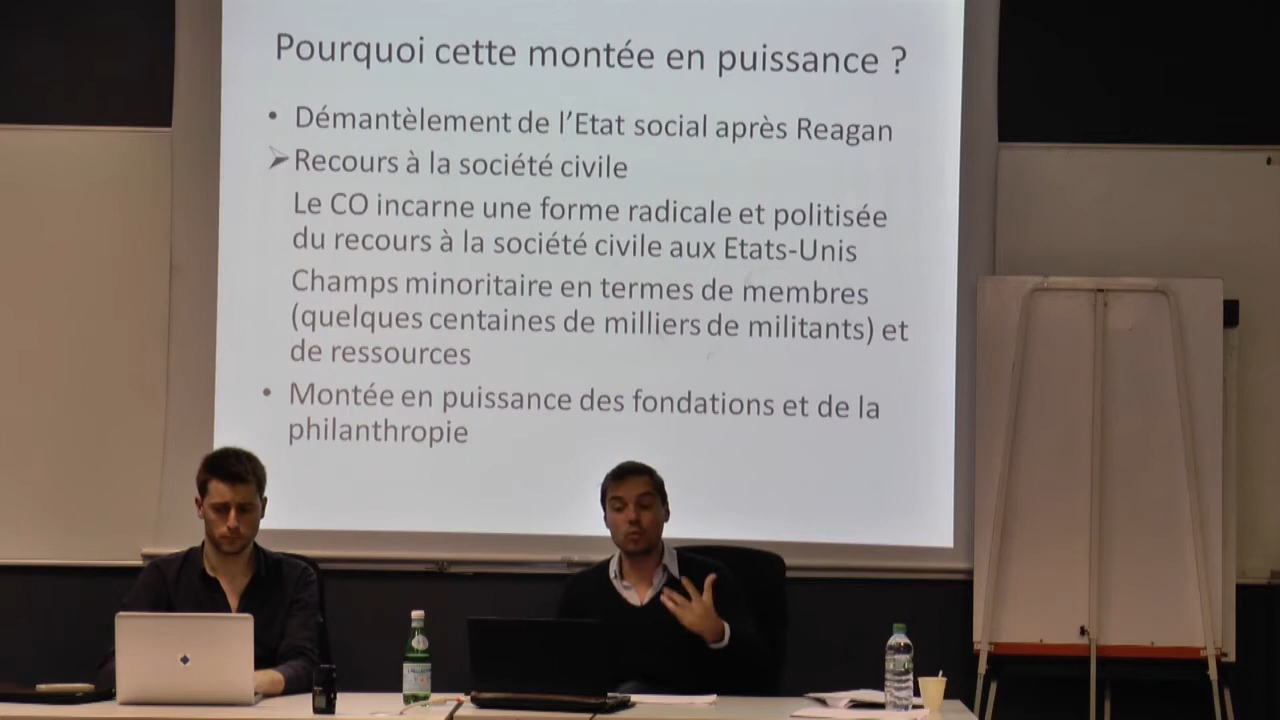 Pourquoi cette montée en puissance ?
• Démantèlement de l'Etat social après Reagan
➢ Recours à la société civile
Le CO incarne une forme radicale et politisée
du recours à la société civile aux Etats-Unis
Champs minoritaire en termes de membres
(quelques centaines de milliers de militants) et
de ressources
• Montée en puissance des fondations et de la
philanthropie